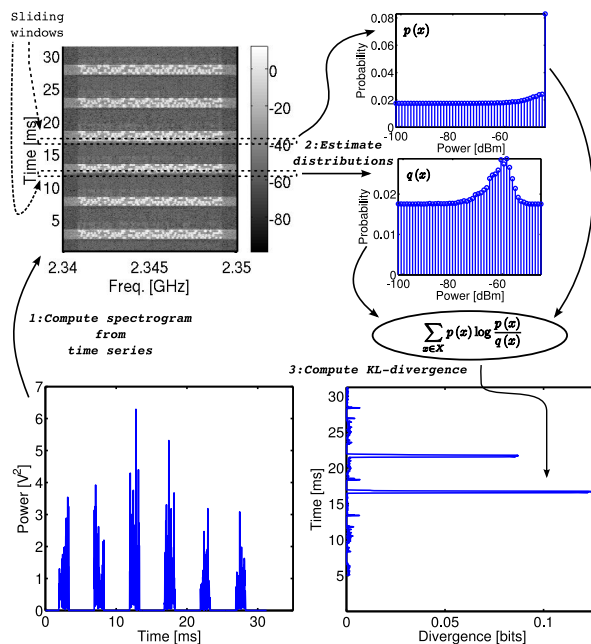 Sliding
windows
30
25
20
15
10
5
Time [ms]
2.34
2.345
2.35
Freq. [GHz]
0
-20
-40
-60
-80
p(x)
0.08
0.06
0.04
0.02
0
Probability
-100
-80
-60
Power [dBm]
2:Estimate
distributions
q(x)
0.02
0.01
0
Probability
-100
-80
-60
Power [dBm]
∑ x∈X p(x) log p(x)/q(x)
1:Compute spectrogram
from
time series
3:Compute KL-divergence
7
6
5
4
3
2
1
0
Power [V²]
0
10
20
30
Time [ms]
30
25
20
15
10
5
Time [ms]
0
0.05
0.1
Divergence [bits]